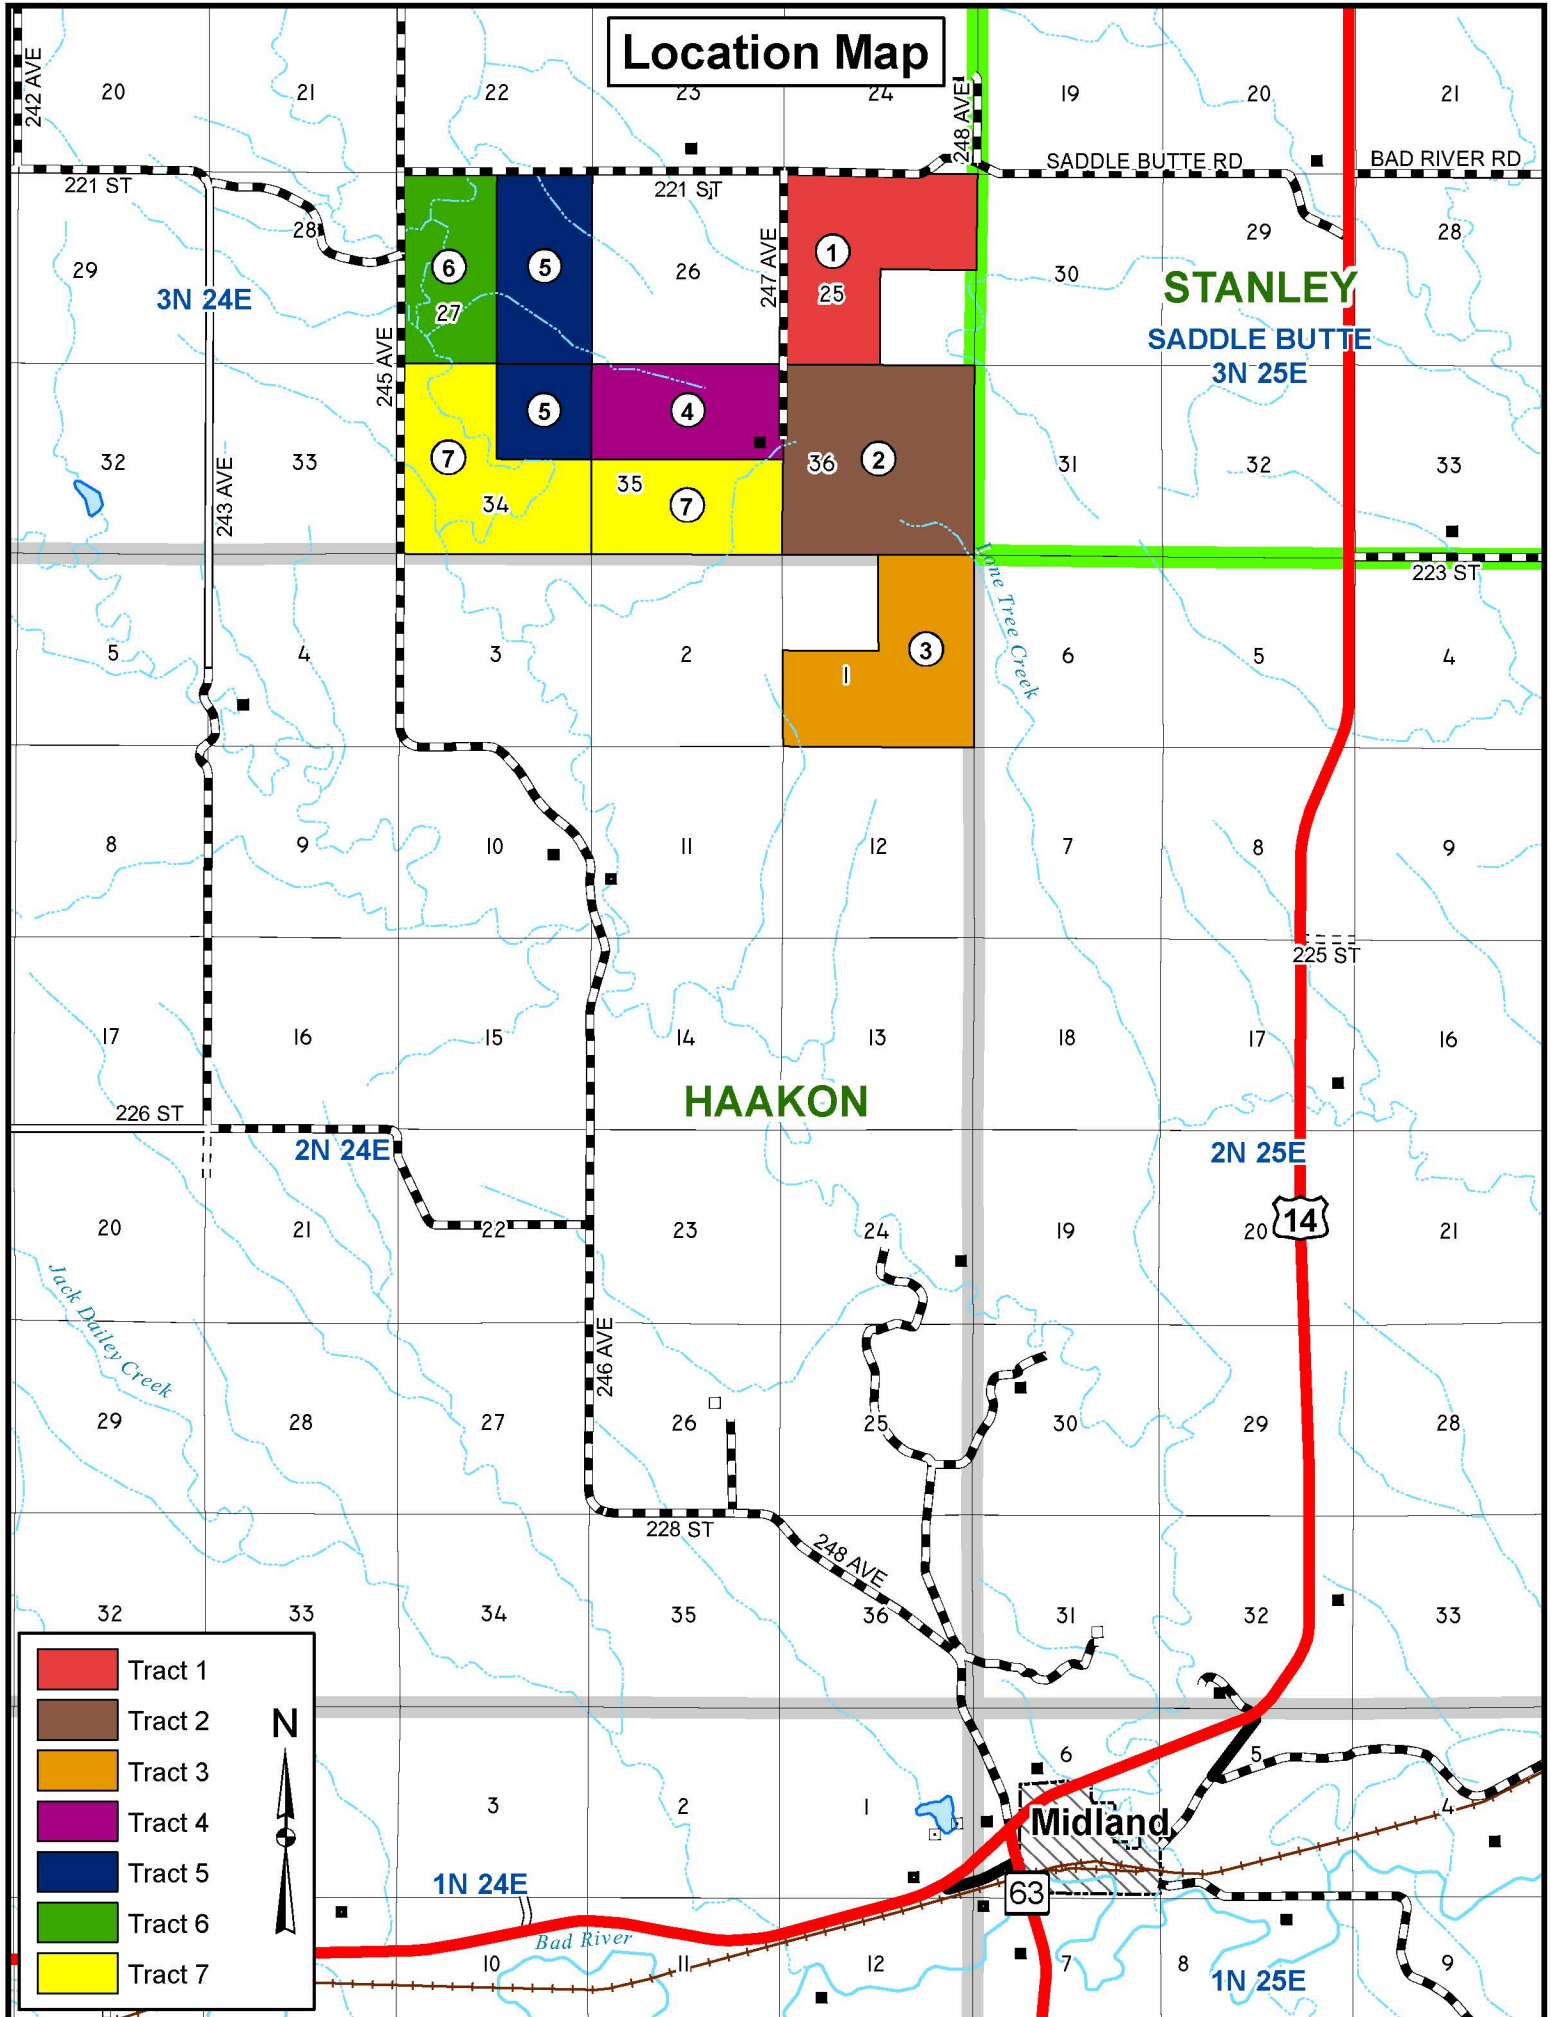 Location Map
242 AVE
20
21
22
23
24
248 AVE
19
20
21
SADDLE BUTTE RD
BAD RIVER RD
221 ST
221 ST
28
29
28
29
3N 24E
6
27
5
26
247 AVE
1
25
30
STANLEY
SADDLE BUTTE
3N 25E
245 AVE
5
4
7
32
33
243 AVE
34
35
7
36
2
31
32
33
223 ST
Lone Tree Creek
5
4
3
2
1
3
6
5
4
8
9
10
11
12
7
8
9
225 ST
17
16
15
14
13
18
17
16
HAAKON
226 ST
2N 24E
2N 25E
14
20
21
22
23
24
19
20
21
Jack Dailey Creek
246 AVE
29
28
27
26
25
30
29
28
228 ST
248 AVE
32
33
34
35
36
31
32
33
Tract 1
Tract 2
Tract 3
Tract 4
Tract 5
Tract 6
Tract 7
N
3
2
1
6
5
4
Midland
1N 24E
63
Bad River
10
11
12
7
8
9
1N 25E